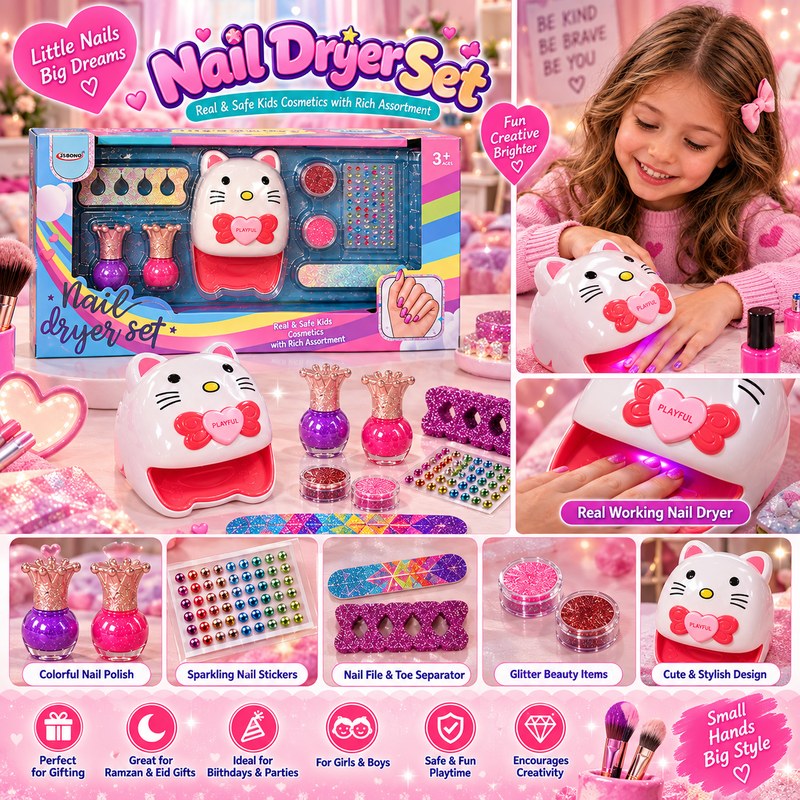 Little Nails
Big Dreams
Nail Dryer Set
Real & Safe Kids Cosmetics with Rich Assortment
BE KIND
BE BRAVE
BE YOU
Fun
Creative
Brighter
3+
AGES
PLAYFUL
Nail
dryer set
Real & Safe Kids
Cosmetics
with Rich Assortment
PLAYFUL
PLAYFUL
PLAYFUL
Real Working Nail Dryer
PLAYFUL
Colorful Nail Polish
Sparkling Nail Stickers
Nail File & Toe Separator
Glitter Beauty Items
Cute & Stylish Design
Perfect
for Gifting
Great for
Ramzan & Eid Gifts
Ideal for
Biithdays & Parties
For Girls & Boys
Safe & Fun
Playtime
Encourages
Creativity
Small
Hands
Big Style